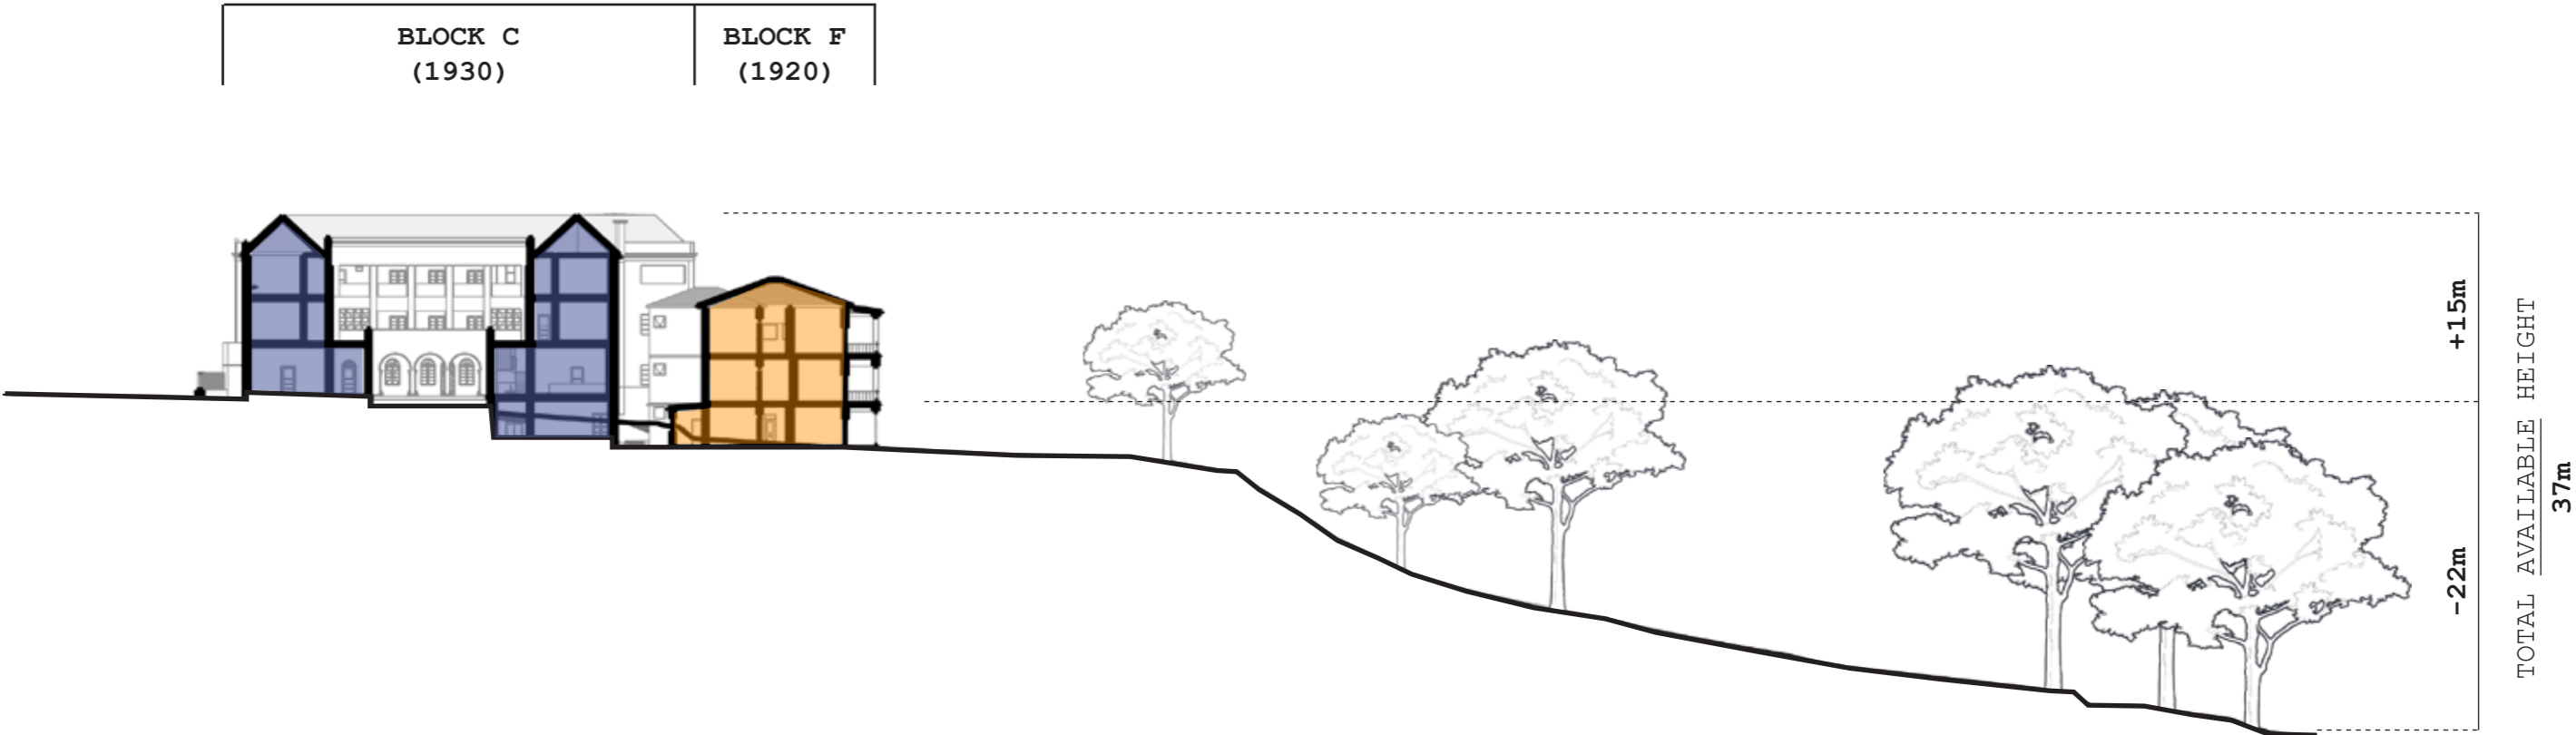 BLOCK C
(1930)
BLOCK F
(1920)
+15m
-22m
TOTAL AVAILABLE HEIGHT
37m